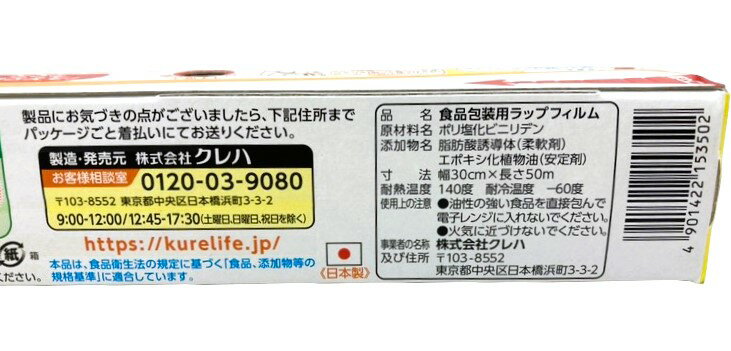 製品にお気づきの点がございましたら、下記住所まで
パッケージごと着払いにてお送りください。
製造・発売元 株式会社クレハ
お客様相談室 0120-03-9080
〒103-8552 東京都中央区日本橋浜町3-3-2
9:00-12:00/12:45-17:30(土曜日、日曜日、祝日を除く)
https://kurelife.jp/
紙 箱
ください。
本品は、食品衛生法の規定に基づく「食品、添加物等の
規格基準」に適合しています。
《日本製》
品名 食品包装用ラップフィルム
原材料名 ポリ塩化ビニリデン
添加物名 脂肪酸誘導体(柔軟剤)
エポキシ化植物油(安定剤)
寸法 幅30cm×長さ50m
耐熱温度 140度 耐冷温度 −60度
使用上の注意 ●油性の強い食品を直接包んで
電子レンジに入れないでください。
●火気に近づけないでください。
事業者の名称 株式会社クレハ
及び住所 〒103-8552
東京都中央区日本橋浜町3-3-2
4 901422 153502